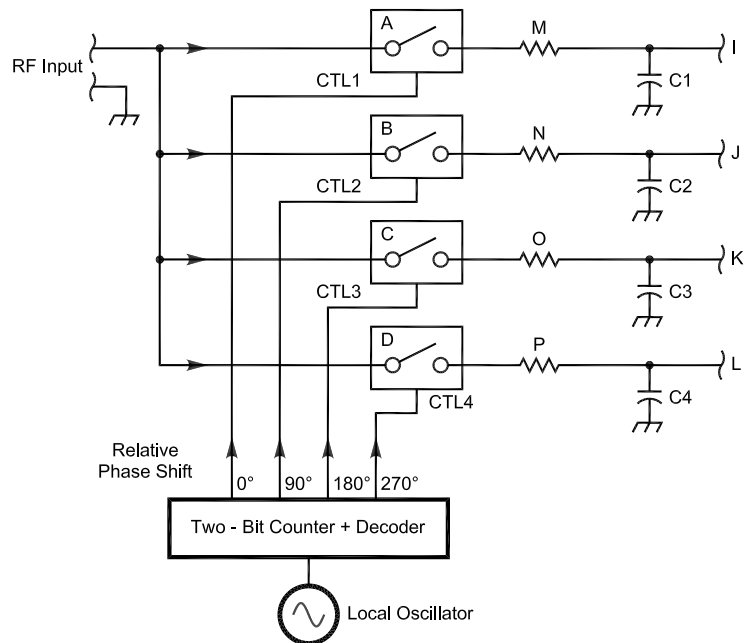 A
M
I
RF Input
CTL1
C1
B
N
J
CTL2
C2
C
O
K
CTL3
C3
D
P
L
CTL4
C4
Relative
Phase Shift
0° 90° 180° 270°
Two - Bit Counter + Decoder
Local Oscillator